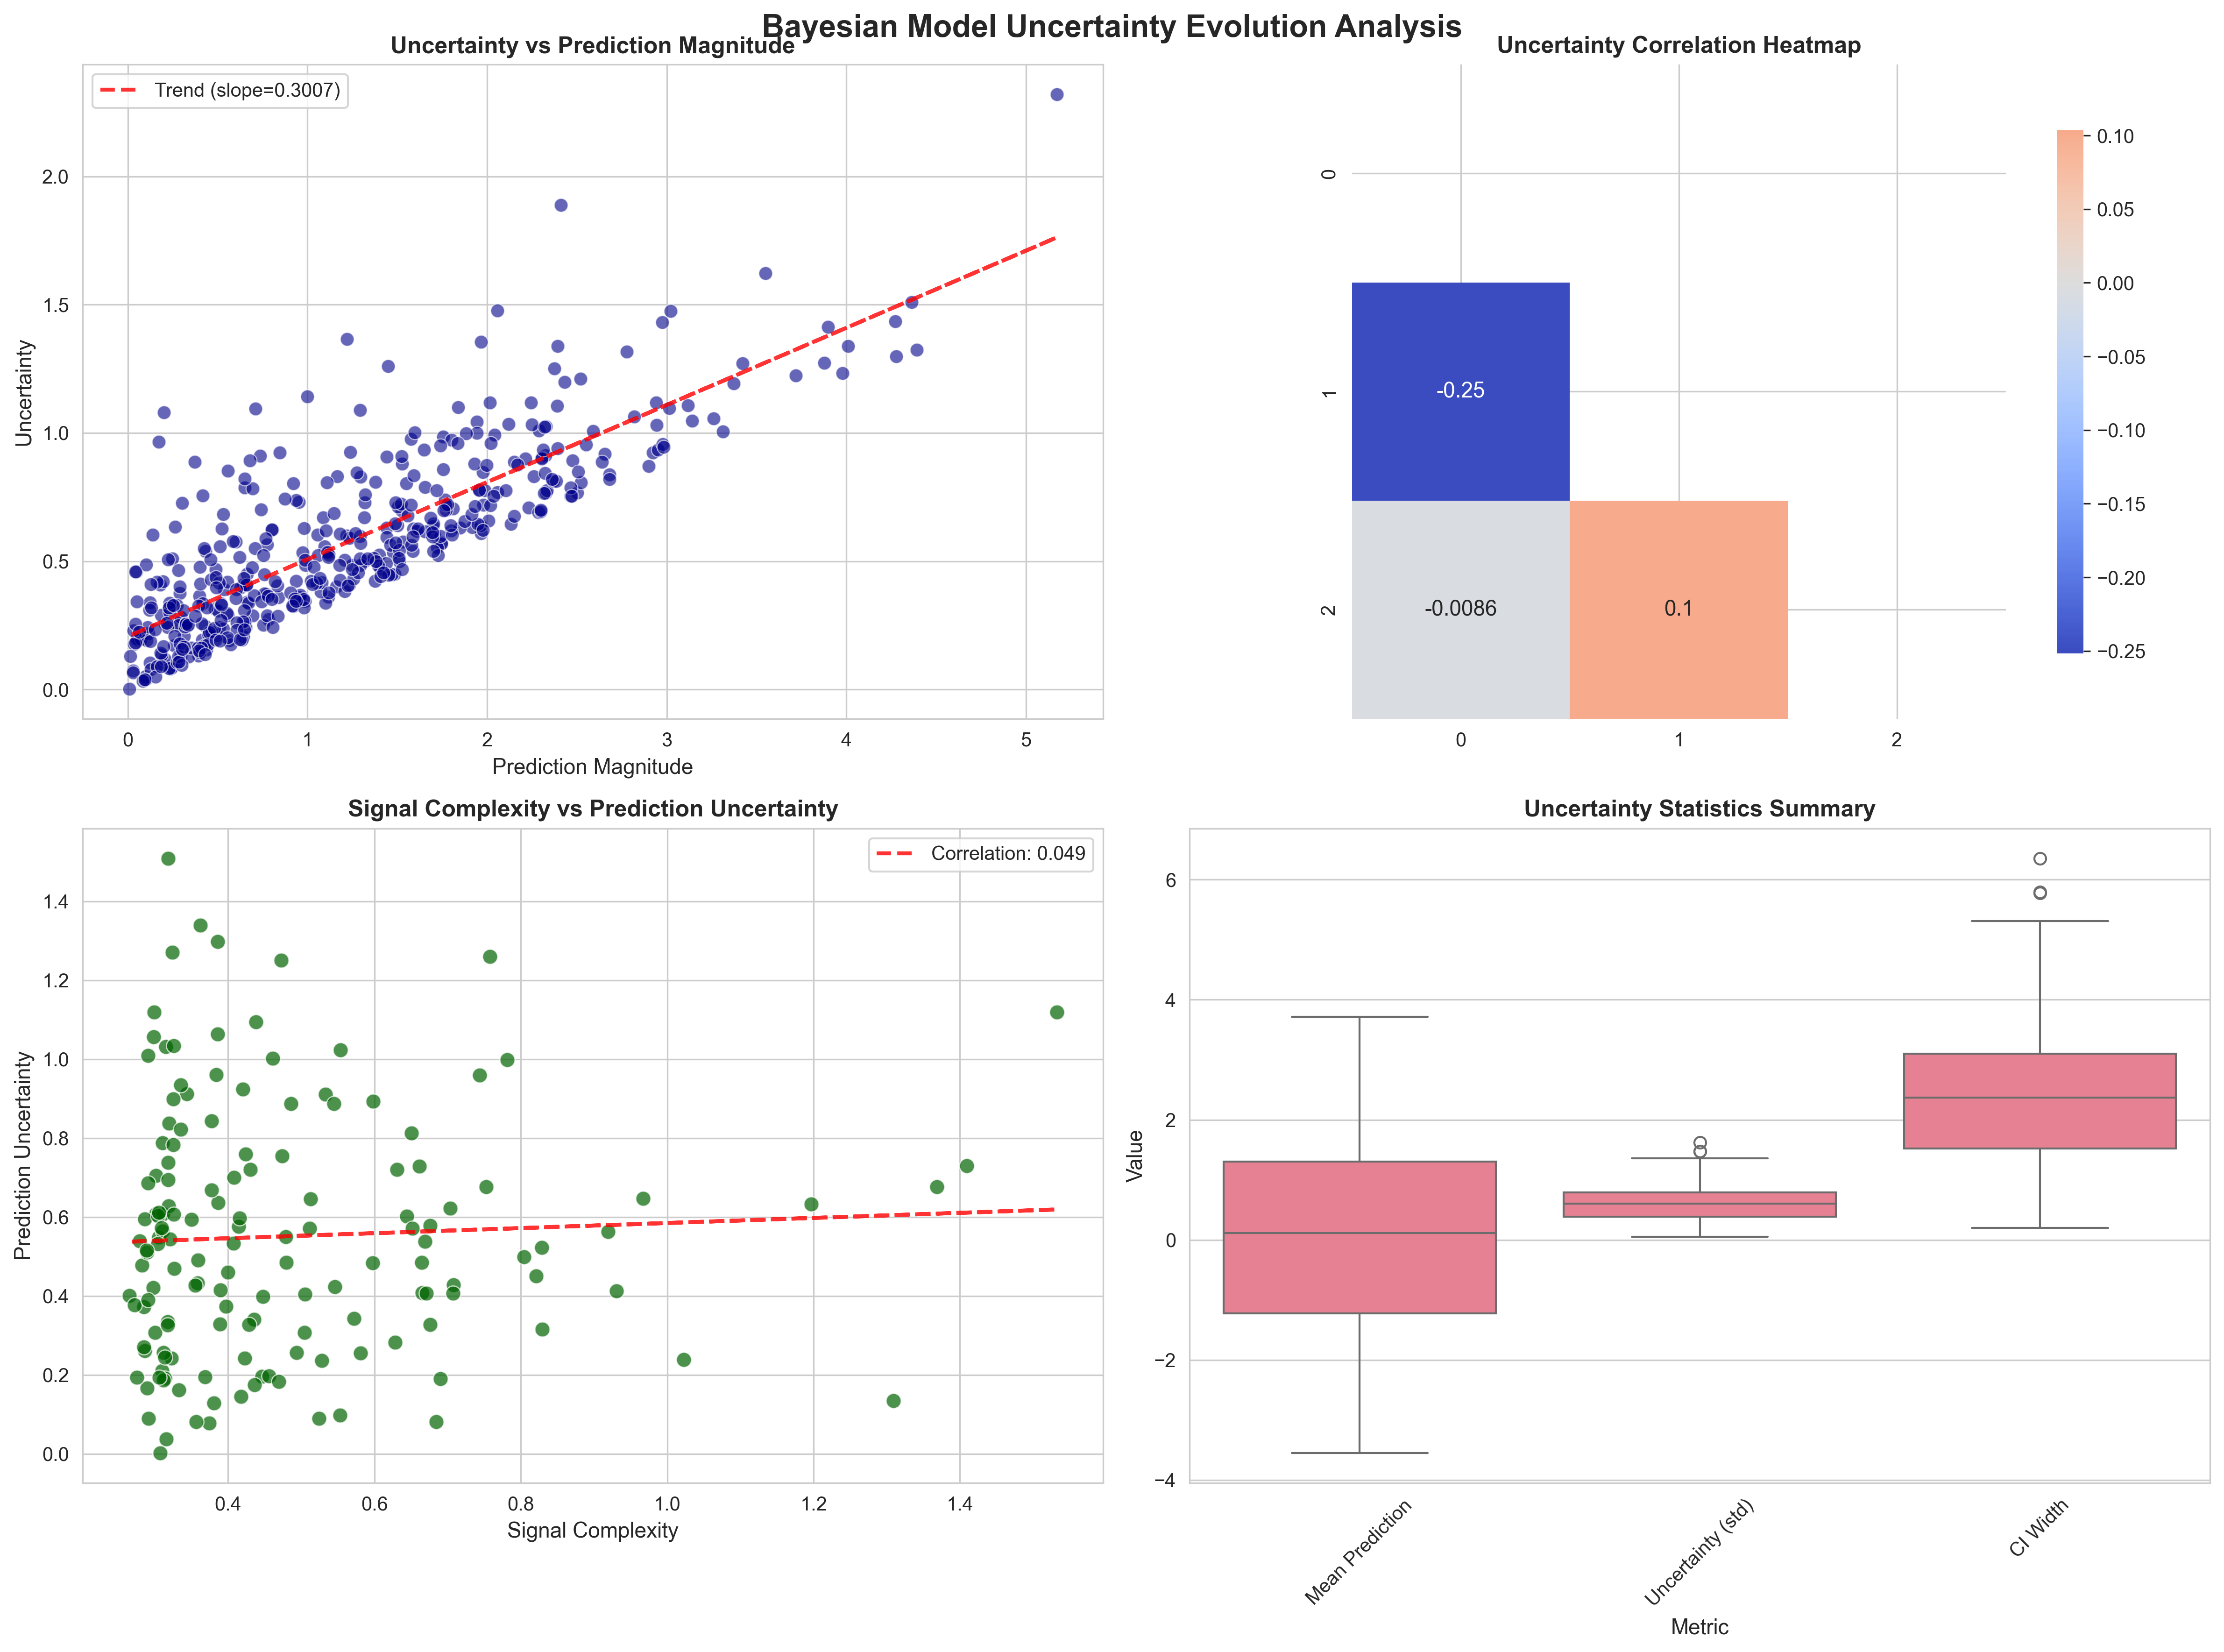 Bayesian Model Uncertainty Evolution Analysis
Uncertainty vs Prediction Magnitude
Trend (slope=0.3007)
Uncertainty
2.0
1.5
1.0
0.5
0.0
0 1 2 3 4 5
Prediction Magnitude
Uncertainty Correlation Heatmap
0
1
2
-0.25
-0.0086 0.1
0 1 2
0.10
0.05
0.00
−0.05
−0.10
−0.15
−0.20
−0.25
Signal Complexity vs Prediction Uncertainty
Correlation: 0.049
Prediction Uncertainty
1.4
1.2
1.0
0.8
0.6
0.4
0.2
0.0
0.4 0.6 0.8 1.0 1.2 1.4
Signal Complexity
Uncertainty Statistics Summary
Value
6
4
2
0
−2
−4
Mean Prediction
Uncertainty (std)
CI Width
Metric